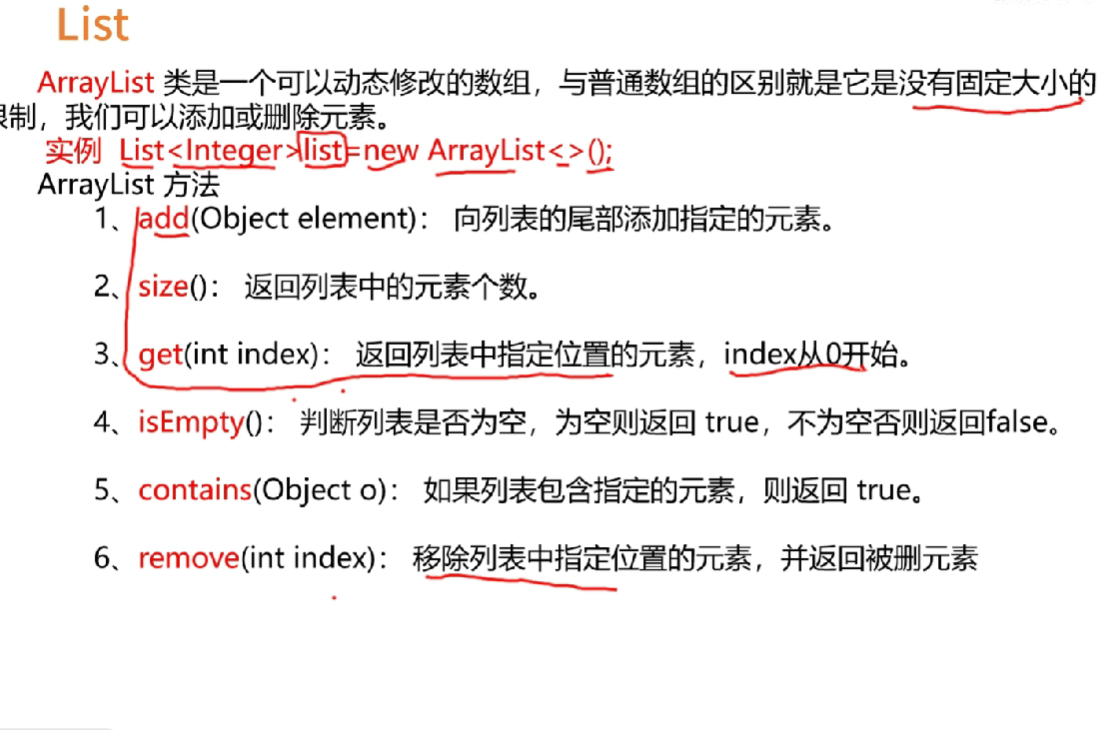 List
ArrayList 类是一个可以动态修改的数组，与普通数组的区别就是它是没有固定大小的
限制，我们可以添加或删除元素。
实例 List<Integer>list=new ArrayList<>();
ArrayList 方法
1、add(Object element)： 向列表的尾部添加指定的元素。
2、size()： 返回列表中的元素个数。
3、get(int index)： 返回列表中指定位置的元素，index从0开始。
4、isEmpty()： 判断列表是否为空，为空则返回 true，不为空否则返回false。
5、contains(Object o)： 如果列表包含指定的元素，则返回 true。
6、remove(int index)： 移除列表中指定位置的元素，并返回被删元素